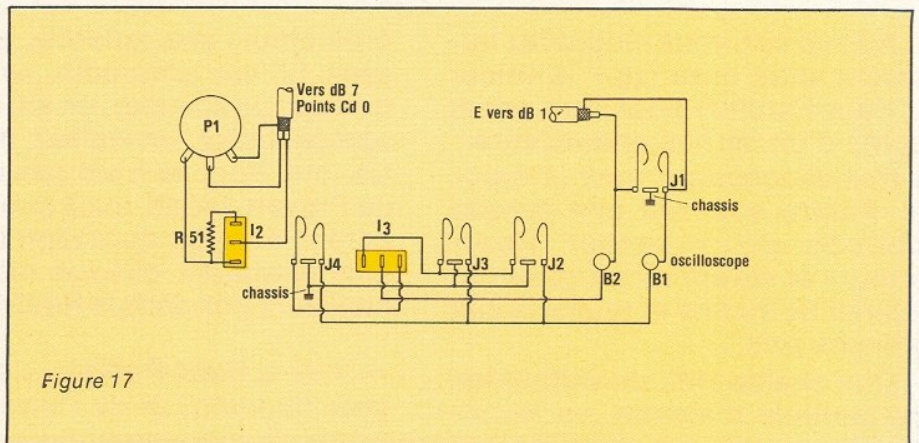 Vers dB 7
Points Cd 0
E vers dB 1
P1
J1
chassis
R 51
I2
I3
J4
J3
J2
oscilloscope
B2
B1
chassis
Figure 17